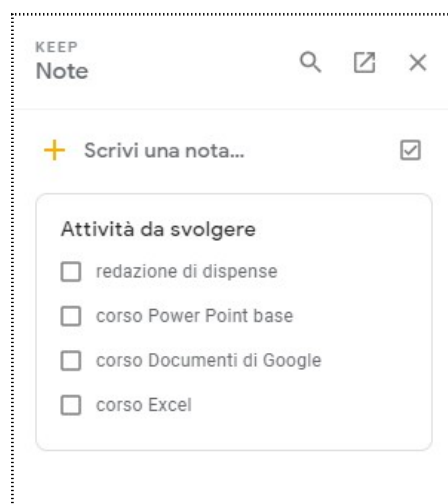 KEEP
Note
Scrivi una nota...
Attività da svolgere
redazione di dispense
corso Power Point base
corso Documenti di Google
corso Excel